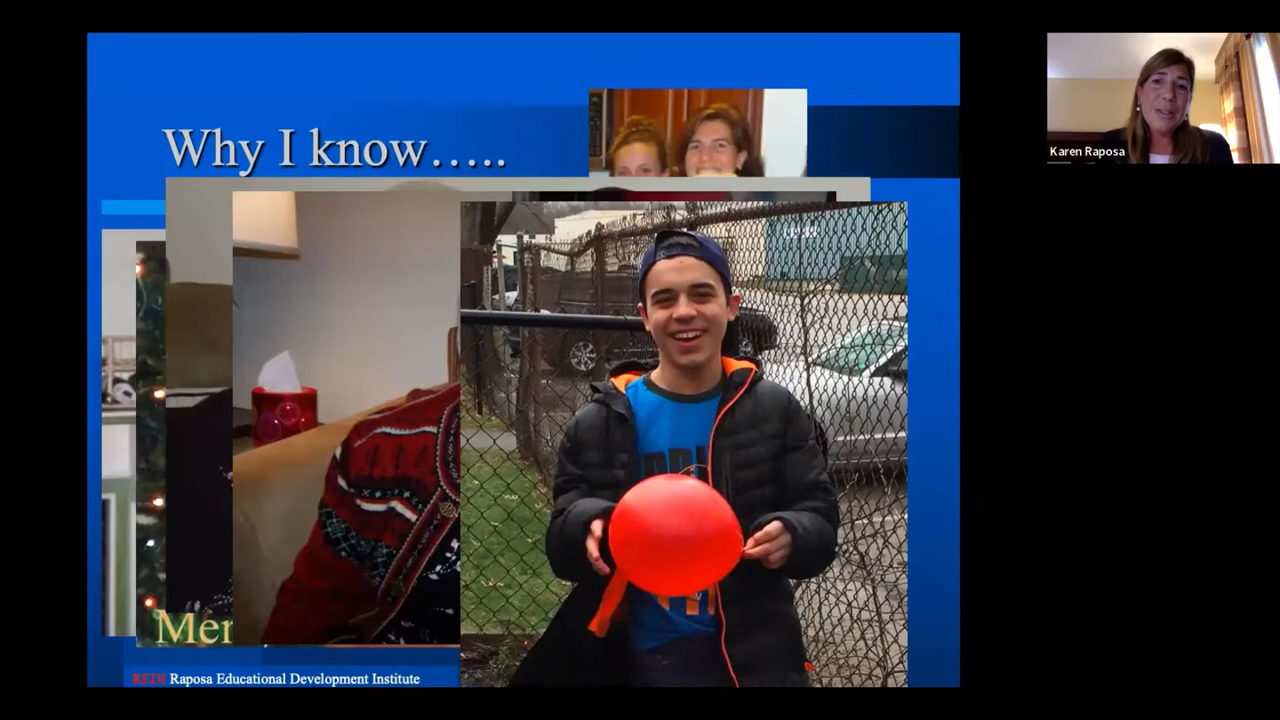 Why I know…..
Karen Raposa
Mer
REDI Raposa Educational Development Institute